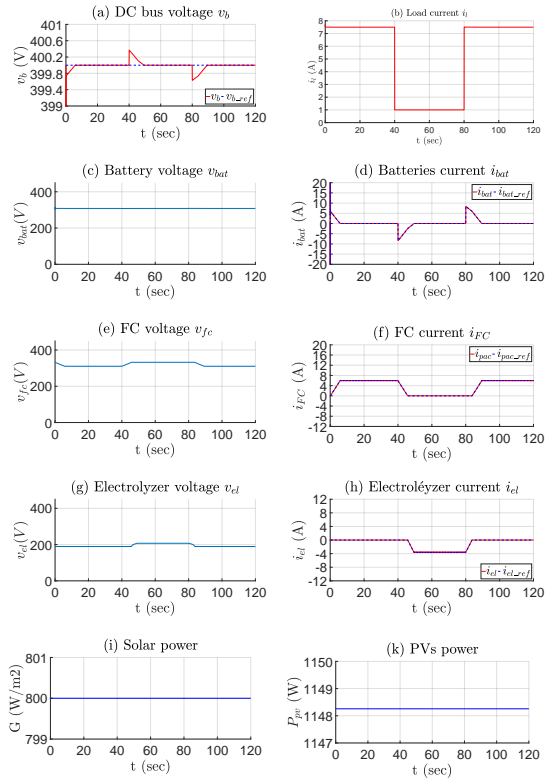 (a) DC bus voltage v_b
401
400.6
400.2
399.8
399.4
399
v_b (V)
v_b - v_b_ref
0 20 40 60 80 100 120
t (sec)
(b) Load current i_l
8
7
6
5
4
3
2
1
0
i_l (A)
0 20 40 60 80 100 120
t (sec)
(c) Battery voltage v_bat
400
200
0
v_bat(V)
0 20 40 60 80 100 120
t (sec)
(d) Batteries current i_bat
20
15
10
5
0
-5
-10
-15
-20
i_bat (A)
i_bat - i_bat_ref
0 20 40 60 80 100 120
t (sec)
(e) FC voltage v_fc
400
200
0
v_fc(V)
0 20 40 60 80 100 120
t (sec)
(f) FC current i_FC
20
16
12
8
4
0
-4
-8
-12
i_FC (A)
i_pac - i_pac_ref
0 20 40 60 80 100 120
t (sec)
(g) Electrolyzer voltage v_el
400
200
0
v_el(V)
0 20 40 60 80 100 120
t (sec)
(h) Electroléyzer current i_el
12
8
4
0
-4
-8
-12
i_el (A)
i_el - i_el_ref
0 20 40 60 80 100 120
t (sec)
(i) Solar power
801
800
799
G (W/m2)
0 20 40 60 80 100 120
t (sec)
(k) PVs power
1150
1149
1148
1147
P_pv (W)
0 20 40 60 80 100 120
t (sec)